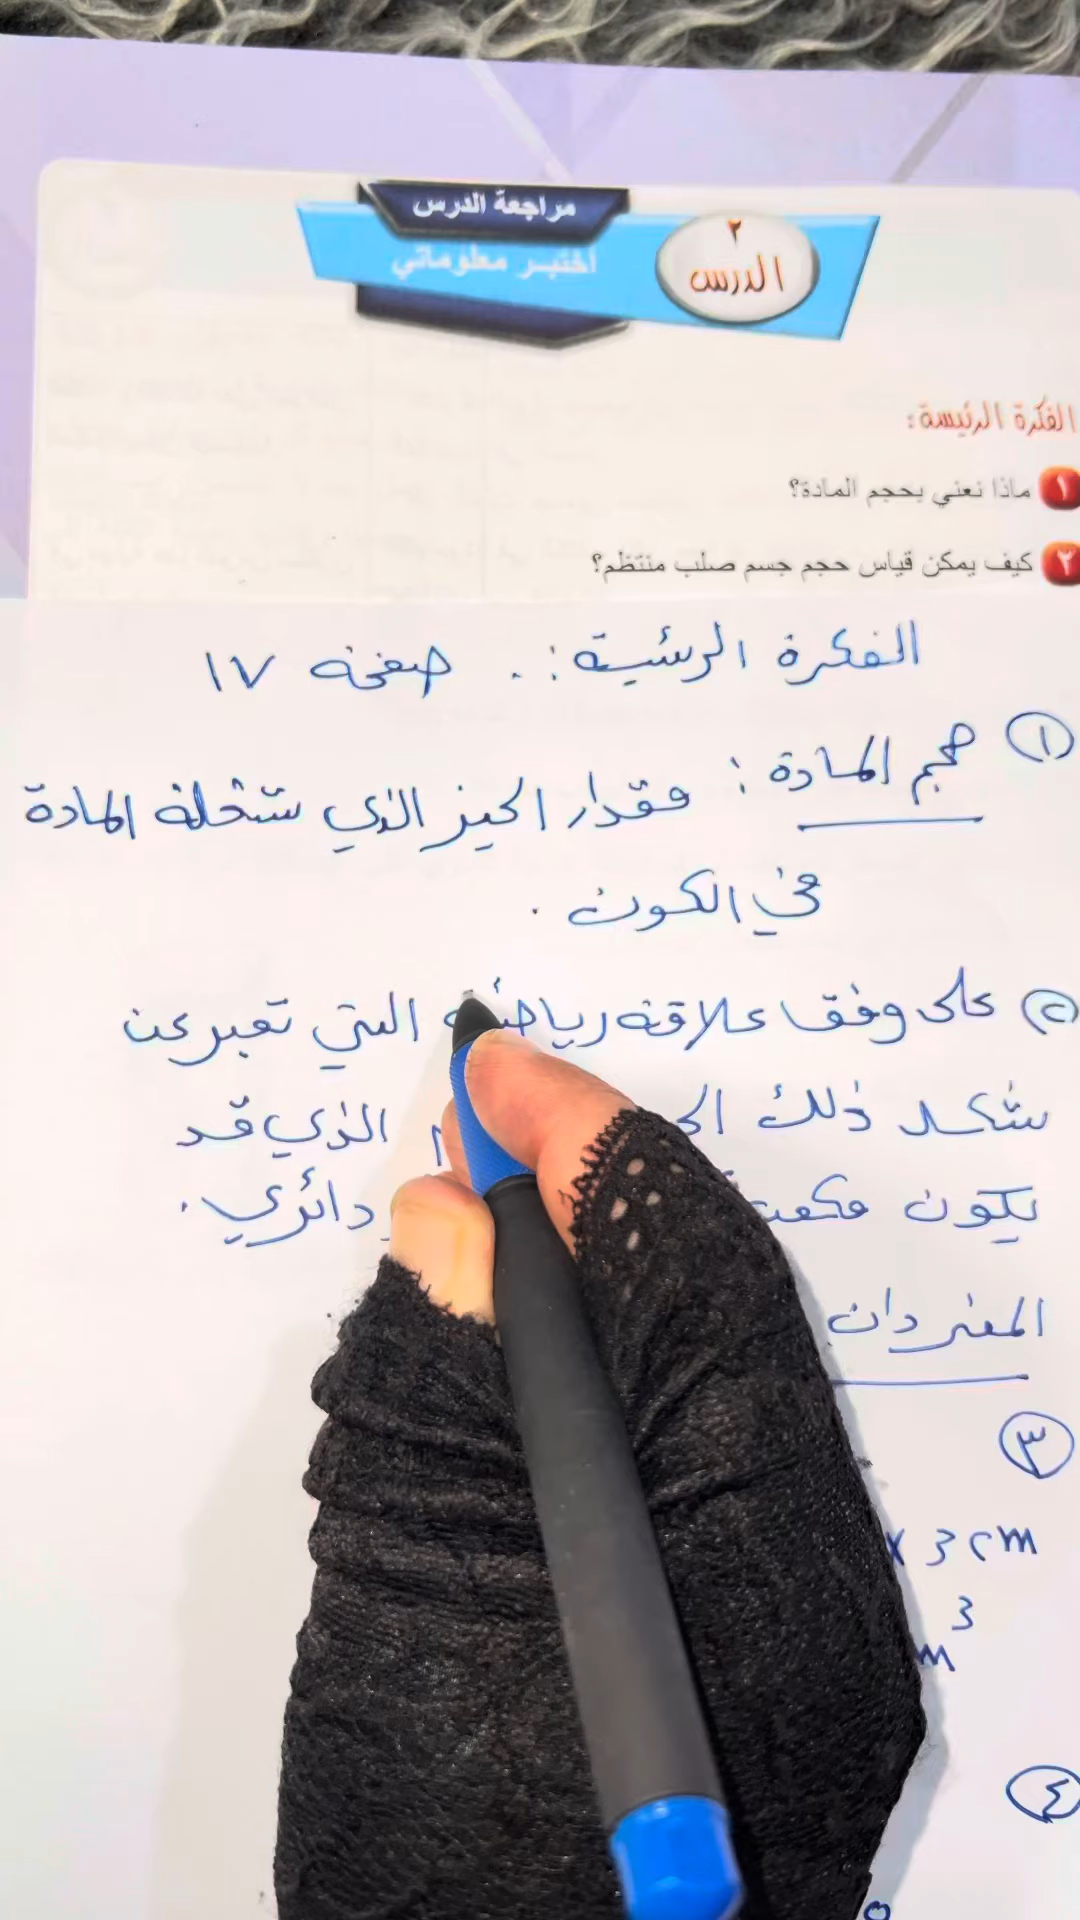 مراجعة الدرس
٢
الدرس
اختبر معلوماتي
الفكرة الرئيسة:
١ ماذا نعني بحجم المادة؟
٢ كيف يمكن قياس حجم جسم صلب منتظم؟
الفكرة الرئسية:. صفحة ١٧
١ حجم المادة: مقدار الحيز الذي تشغله المادة
في الكون.
٢ على وفق علاقة رياضية التي تعبر عن
شكل ذلك الذي قد
يكون دائري.
المفردات
٣
x 3 cm
m³
٤